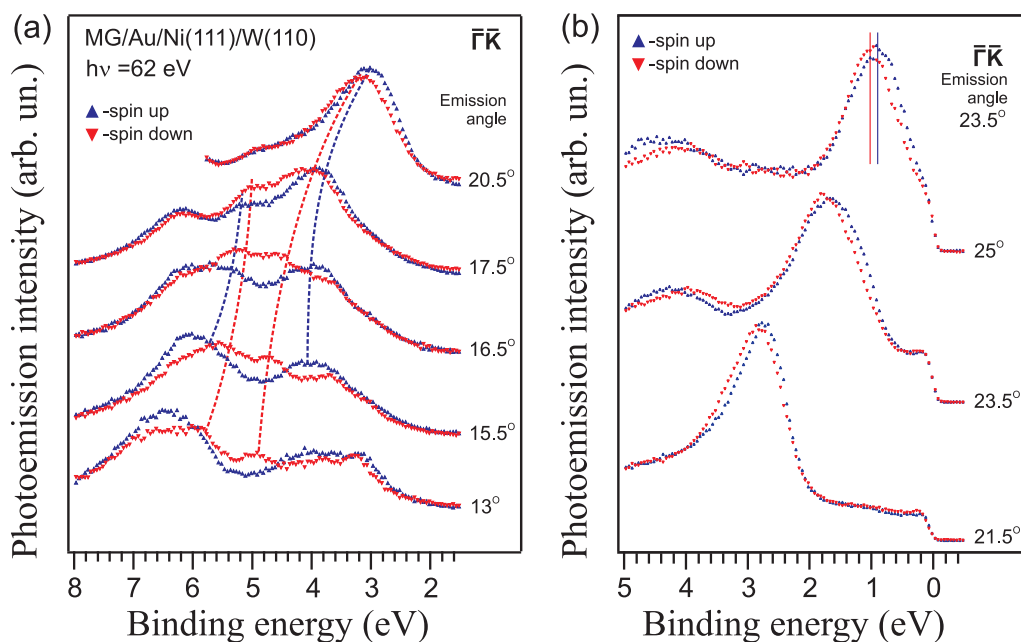 (a)
MG/Au/Ni(111)/W(110)
hν =62 eV
Γ̄K̄
▲-spin up
▼-spin down
Emission
angle
20.5°
17.5°
16.5°
15.5°
13°
8 7 6 5 4 3 2
Binding energy (eV)
Photoemission intensity (arb. un.)
(b)
▲-spin up
▼-spin down
Γ̄K̄
Emission
angle
23.5°
25°
23.5°
21.5°
5 4 3 2 1 0
Binding energy (eV)
Photoemission intensity (arb. un.)